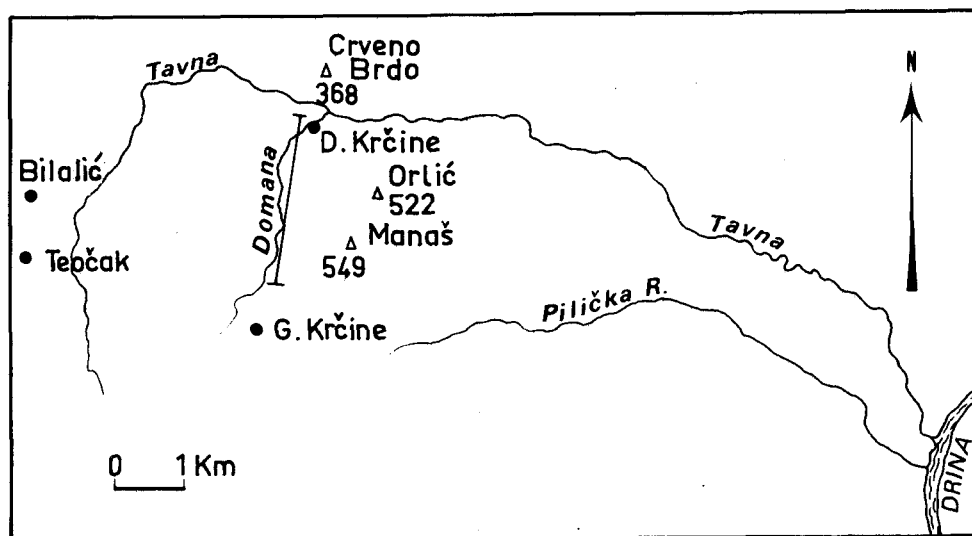 Crveno
Brdo
368
Tavna
N
D. Krčine
Bilalić
Domana
Orlić
522
Tavna
Manaš
549
Teočak
Pilička R.
G. Krčine
0 1 Km
DRINA